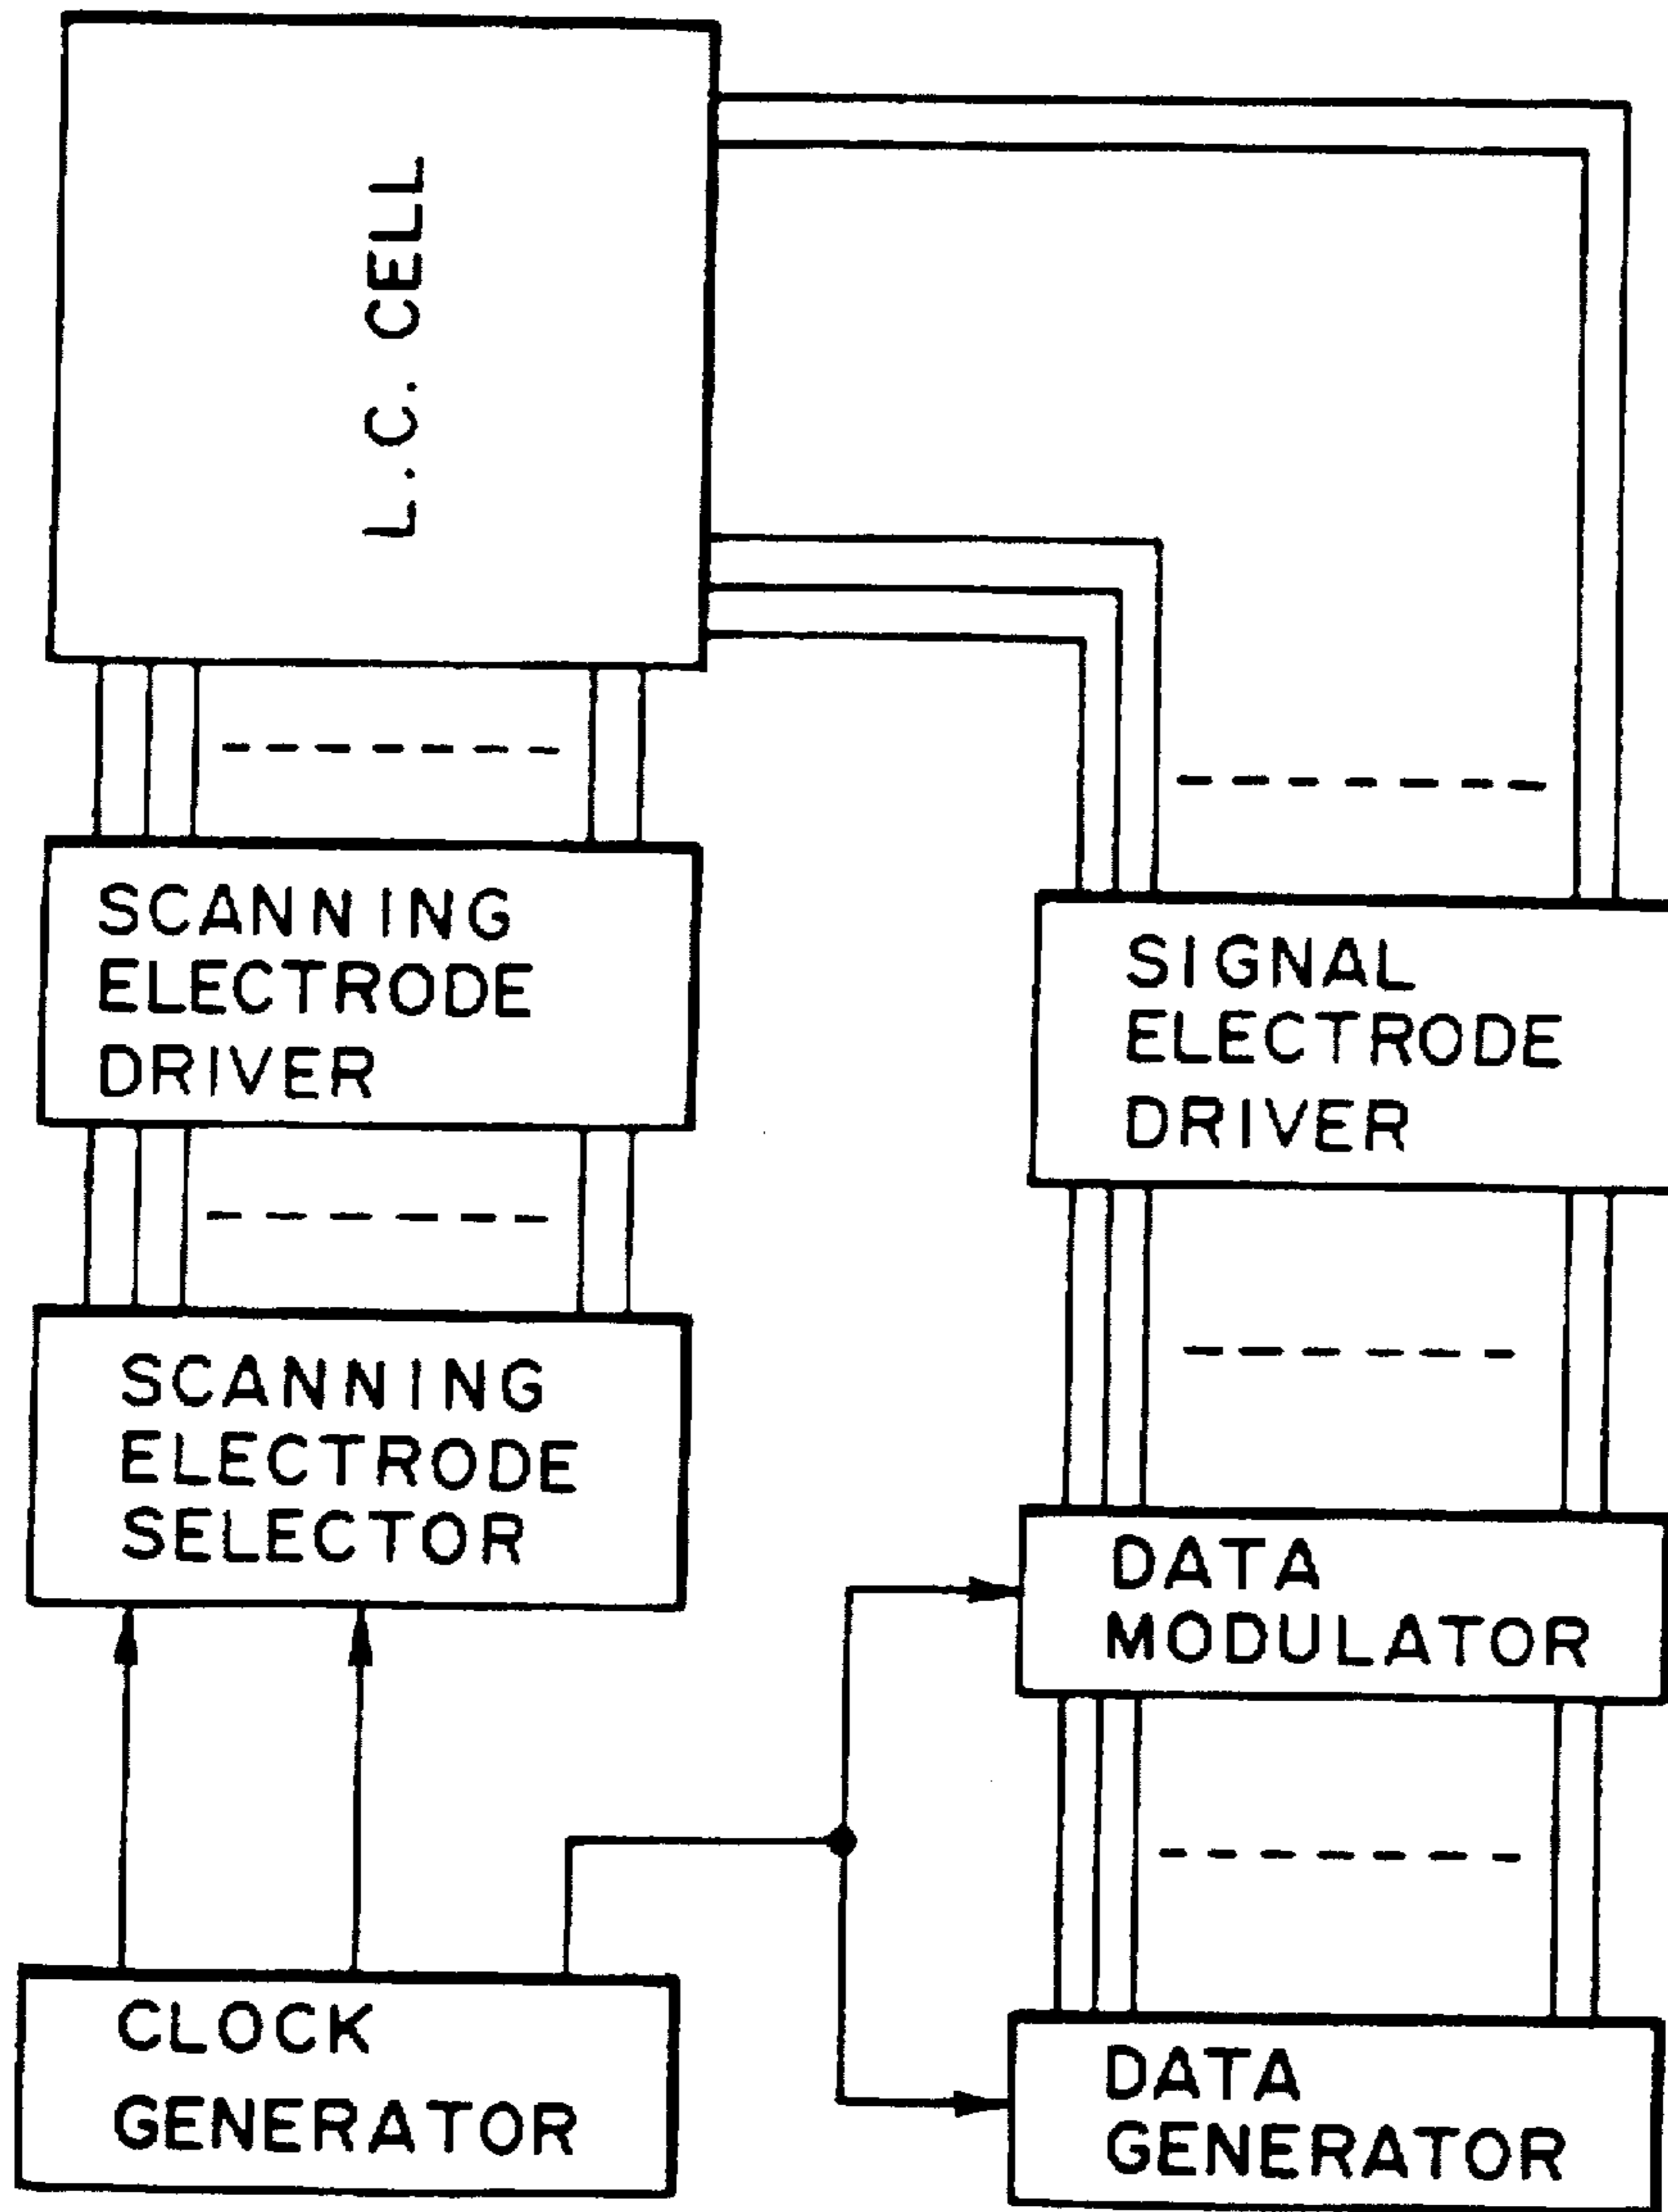 L.C. CELL
SCANNING
ELECTRODE
DRIVER
SIGNAL
ELECTRODE
DRIVER
SCANNING
ELECTRODE
SELECTOR
DATA
MODULATOR
CLOCK
GENERATOR
DATA
GENERATOR